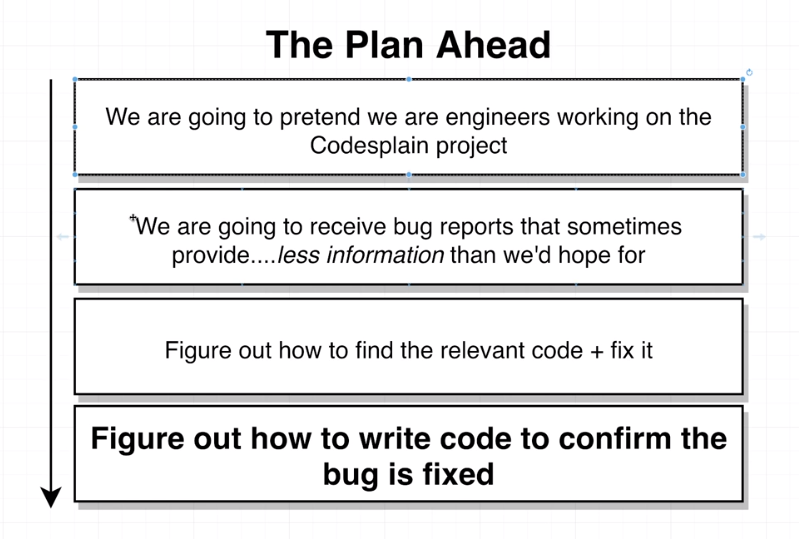 The Plan Ahead
We are going to pretend we are engineers working on the
Codesplain project
We are going to receive bug reports that sometimes
provide....less information than we'd hope for
Figure out how to find the relevant code + fix it
Figure out how to write code to confirm the
bug is fixed